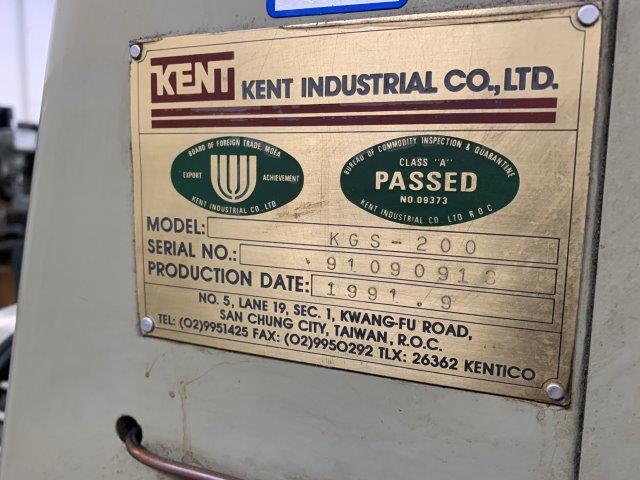 KENT KENT INDUSTRIAL CO., LTD.
BOARD OF FOREIGN TRADE, MOEA
EXPORT ACHIEVEMENT
KENT INDUSTRIAL CO. LTD.
BUREAU OF COMMODITY INSPECTION & QUARANTINE
CLASS "A"
PASSED
NO. 09373
KENT INDUSTRIAL CO. LTD R.O.C.
MODEL: KGS-200
SERIAL NO.: 91090918
PRODUCTION DATE: 1991.9
NO. 5, LANE 19, SEC. 1, KWANG-FU ROAD,
SAN CHUNG CITY, TAIWAN, R.O.C.
TEL: (02)9951425 FAX: (02)9950292 TLX: 26362 KENTICO